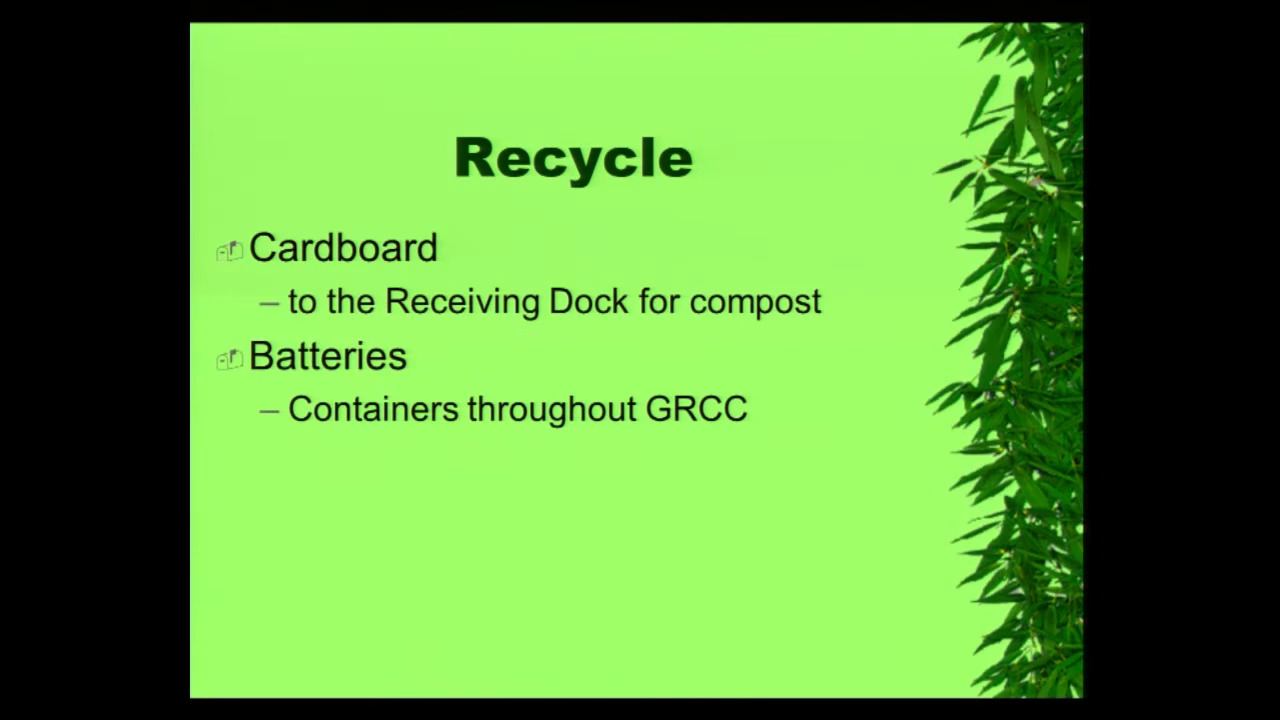 Recycle
Cardboard
– to the Receiving Dock for compost
Batteries
– Containers throughout GRCC